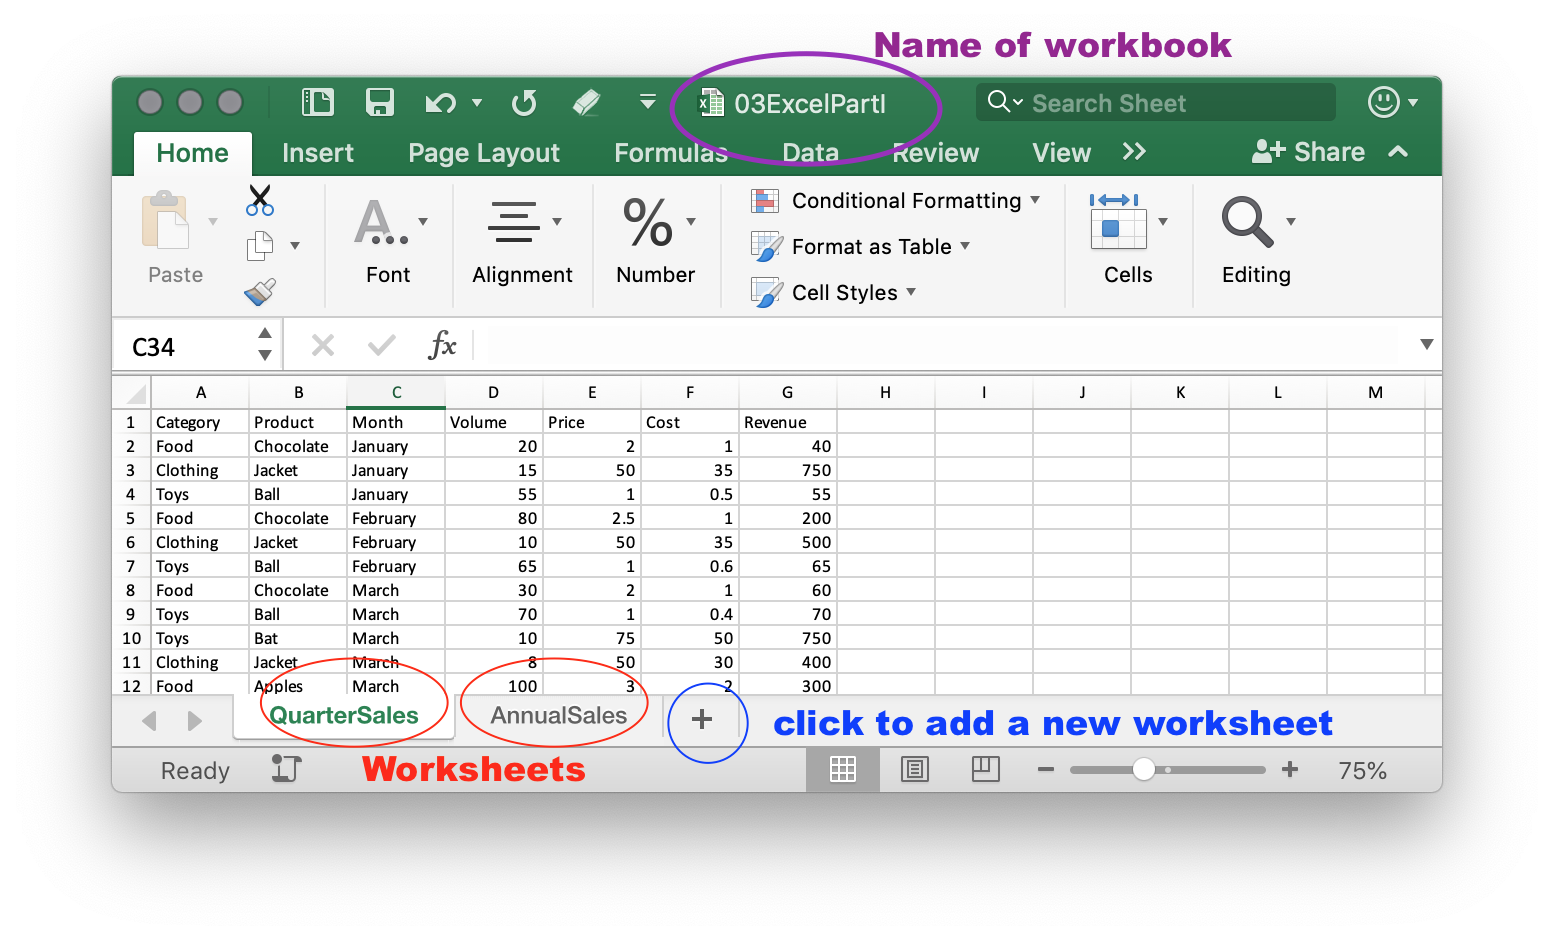 Name of workbook
03ExcelPartI
Search Sheet
Home Insert Page Layout Formulas Data Review View >> Share
Paste
Font
Alignment
%
Number
Conditional Formatting
Format as Table
Cell Styles
Cells
Editing
C34 fx
A B C D E F G H I J K L M
1 Category Product Month Volume Price Cost Revenue
2 Food Chocolate January 20 2 1 40
3 Clothing Jacket January 15 50 35 750
4 Toys Ball January 55 1 0.5 55
5 Food Chocolate February 80 2.5 1 200
6 Clothing Jacket February 10 50 35 500
7 Toys Ball February 65 1 0.6 65
8 Food Chocolate March 30 2 1 60
9 Toys Ball March 70 1 0.4 70
10 Toys Bat March 10 75 50 750
11 Clothing Jacket March 8 50 30 400
12 Food Apples March 100 3 2 300
QuarterSales AnnualSales + click to add a new worksheet
Ready Worksheets − + 75%